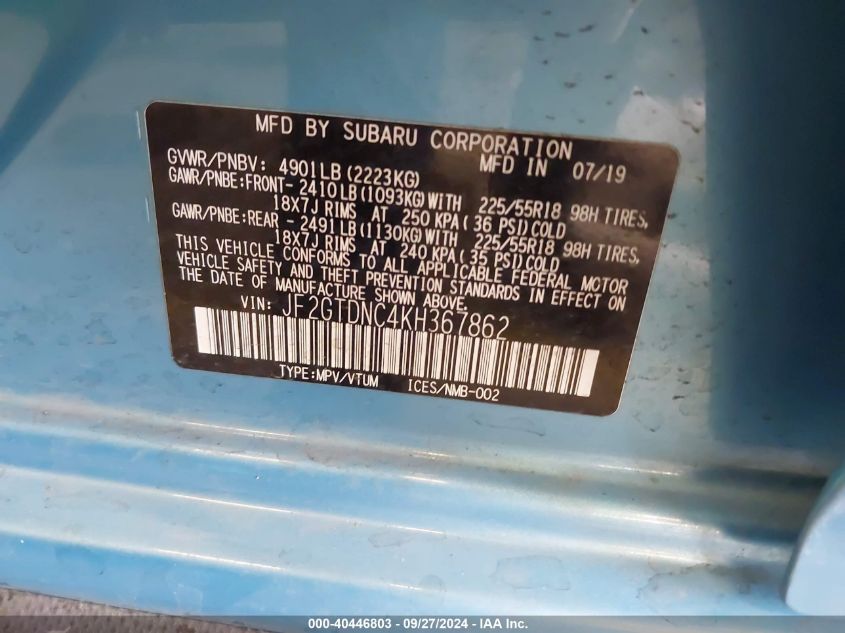 MFD BY SUBARU CORPORATION
GVWR/PNBV: 4901LB (2223KG) MFD IN 07/19
GAWR/PNBE:FRONT- 2410LB(1093KG)WITH 225/55R18 98H TIRES,
18X7J RIMS AT 250 KPA(36 PSI)COLD
GAWR/PNBE:REAR - 2491LB(1130KG)WITH 225/55R18 98H TIRES,
18X7J RIMS AT 240 KPA(35 PSI)COLD
THIS VEHICLE CONFORMS TO ALL APPLICABLE FEDERAL MOTOR
VEHICLE SAFETY AND THEFT PREVENTION STANDARDS IN EFFECT ON
THE DATE OF MANUFACTURE SHOWN ABOVE.
VIN: JF2GTDNC4KH367862
TYPE:MPV/VTUM ICES/NMB-002
000-40446803 - 09/27/2024 - IAA Inc.